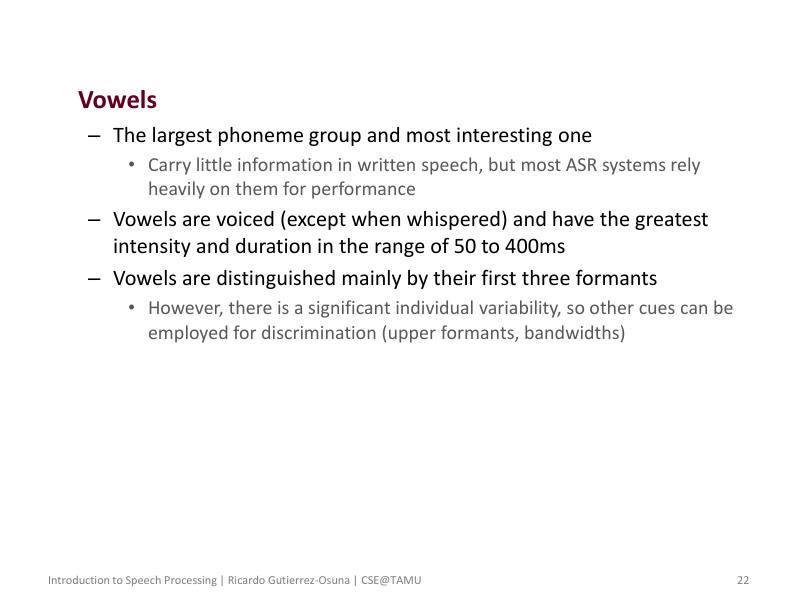 Vowels
– The largest phoneme group and most interesting one
• Carry little information in written speech, but most ASR systems rely
heavily on them for performance
– Vowels are voiced (except when whispered) and have the greatest
intensity and duration in the range of 50 to 400ms
– Vowels are distinguished mainly by their first three formants
• However, there is a significant individual variability, so other cues can be
employed for discrimination (upper formants, bandwidths)
Introduction to Speech Processing | Ricardo Gutierrez-Osuna | CSE@TAMU
22